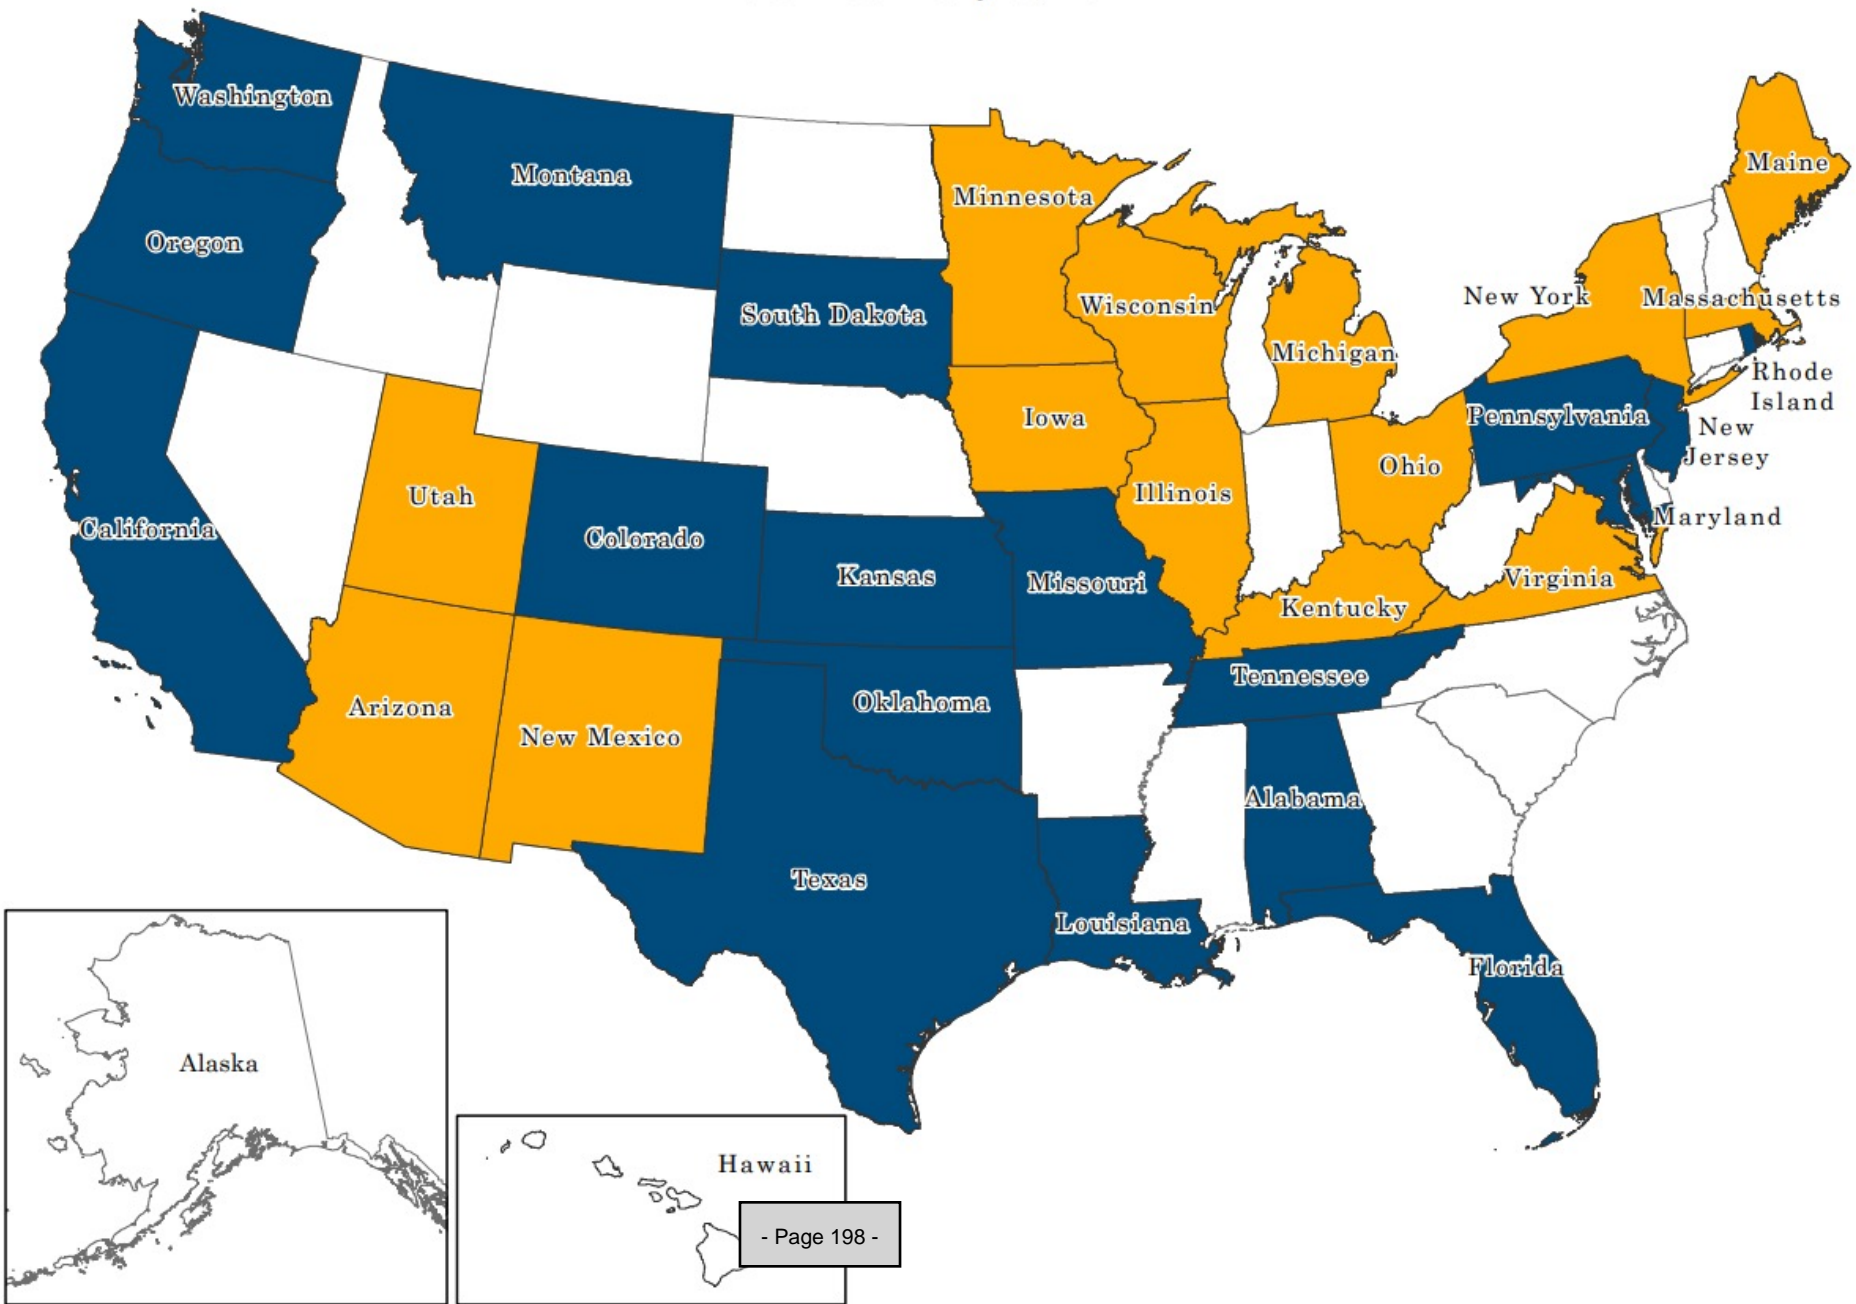 Washington
Montana
Oregon
Minnesota
Maine
South Dakota
Wisconsin
New York
Massachusetts
Michigan
Rhode
Island
Iowa
Pennsylvania
New
Jersey
Ohio
Utah
Illinois
California
Colorado
Maryland
Kansas
Missouri
Virginia
Kentucky
Tennessee
Arizona
New Mexico
Oklahoma
Alabama
Texas
Louisiana
Florida
Alaska
Hawaii
- Page 198 -